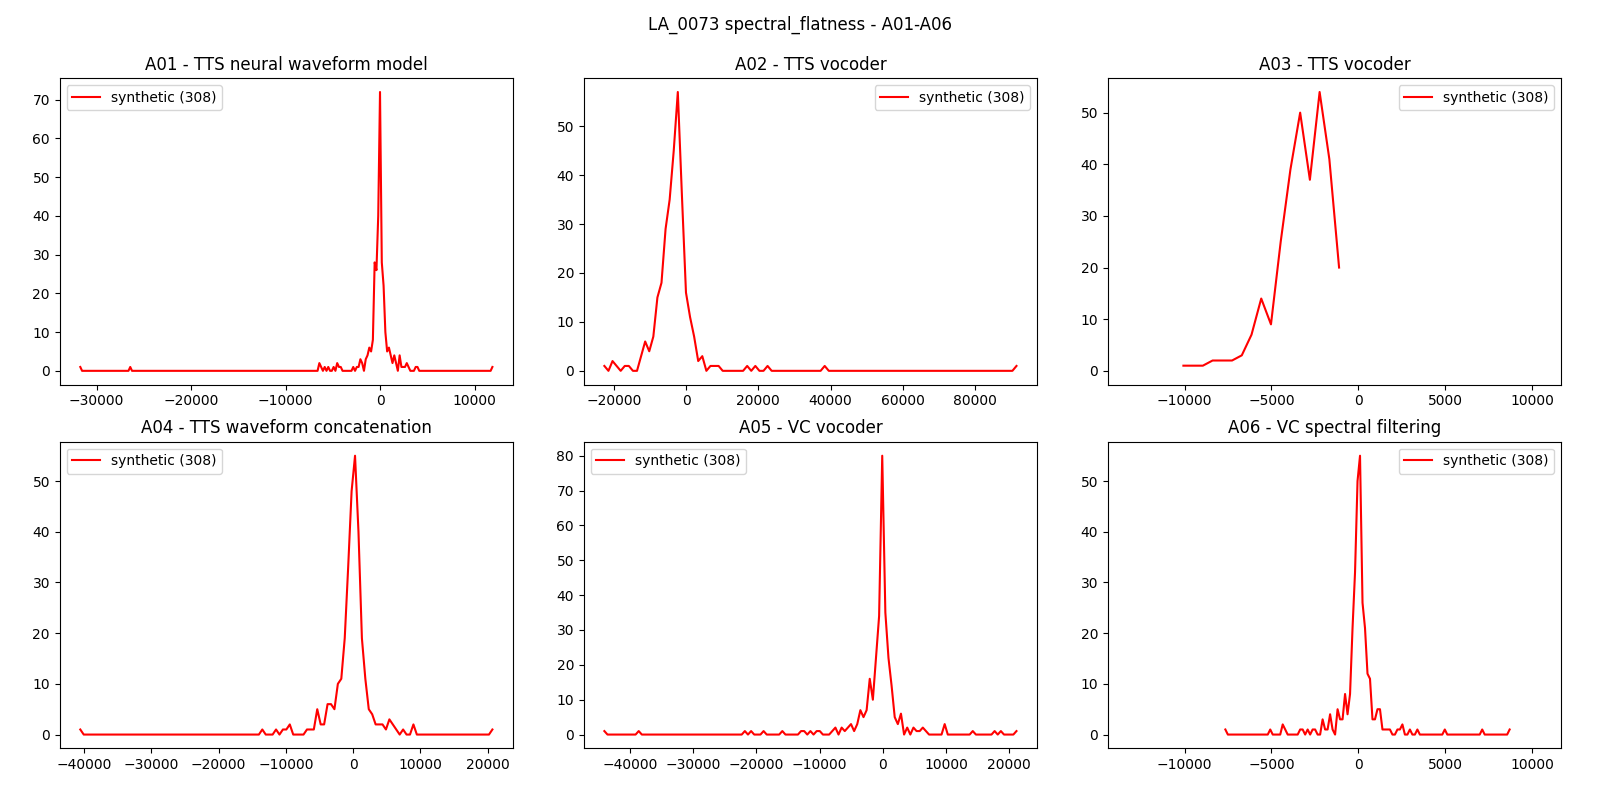 LA_0073 spectral_flatness - A01-A06
A01 - TTS neural waveform model
synthetic (308)
70
60
50
40
30
20
10
0
−30000 −20000 −10000 0 10000
A02 - TTS vocoder
synthetic (308)
50
40
30
20
10
0
−20000 0 20000 40000 60000 80000
A03 - TTS vocoder
synthetic (308)
50
40
30
20
10
0
−10000 −5000 0 5000 10000
A04 - TTS waveform concatenation
synthetic (308)
50
40
30
20
10
0
−40000 −30000 −20000 −10000 0 10000 20000
A05 - VC vocoder
synthetic (308)
80
70
60
50
40
30
20
10
0
−40000 −30000 −20000 −10000 0 10000 20000
A06 - VC spectral filtering
synthetic (308)
50
40
30
20
10
0
−10000 −5000 0 5000 10000